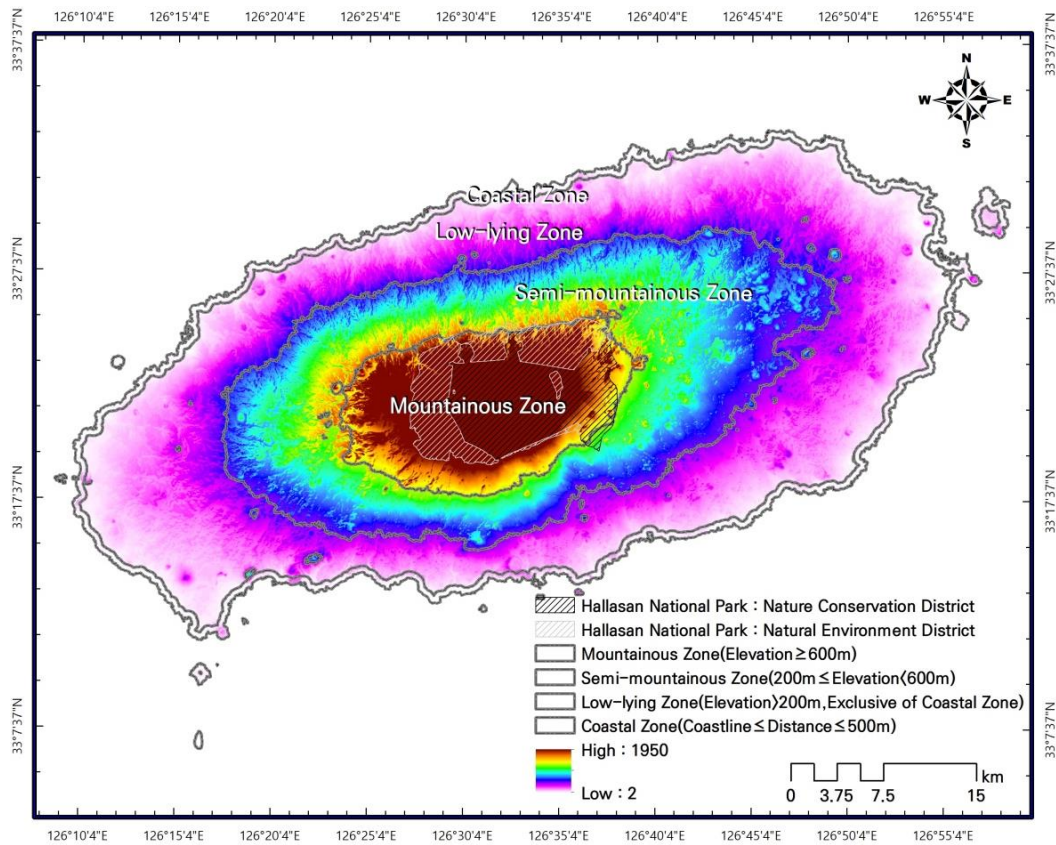 126°10'4"E 126°15'4"E 126°20'4"E 126°25'4"E 126°30'4"E 126°35'4"E 126°40'4"E 126°45'4"E 126°50'4"E 126°55'4"E
33°37'37"N
33°37'37"N
N
W E
S
Coastal Zone
Low-lying Zone
33°27'37"N
33°27'37"N
Semi-mountainous Zone
Mountainous Zone
33°17'37"N
33°17'37"N
Hallasan National Park : Nature Conservation District
Hallasan National Park : Natural Environment District
Mountainous Zone(Elevation≥600m)
Semi-mountainous Zone(200m≤Elevation<600m)
Low-lying Zone(Elevation>200m,Exclusive of Coastal Zone)
Coastal Zone(Coastline≤Distance≤500m)
33°7'37"N
33°7'37"N
High : 1950
Low : 2
km
0 3.75 7.5 15
126°10'4"E 126°15'4"E 126°20'4"E 126°25'4"E 126°30'4"E 126°35'4"E 126°40'4"E 126°45'4"E 126°50'4"E 126°55'4"E